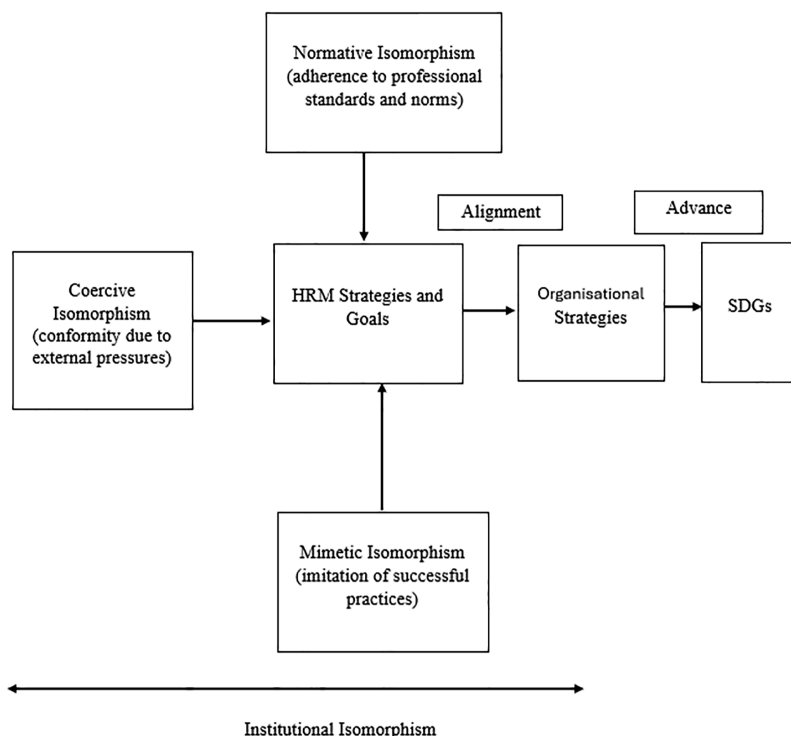 Normative Isomorphism
(adherence to professional
standards and norms)
Alignment
Advance
Coercive
Isomorphism
(conformity due to
external pressures)
HRM Strategies and
Goals
Organisational
Strategies
SDGs
Mimetic Isomorphism
(imitation of successful
practices)
Institutional Isomorphism